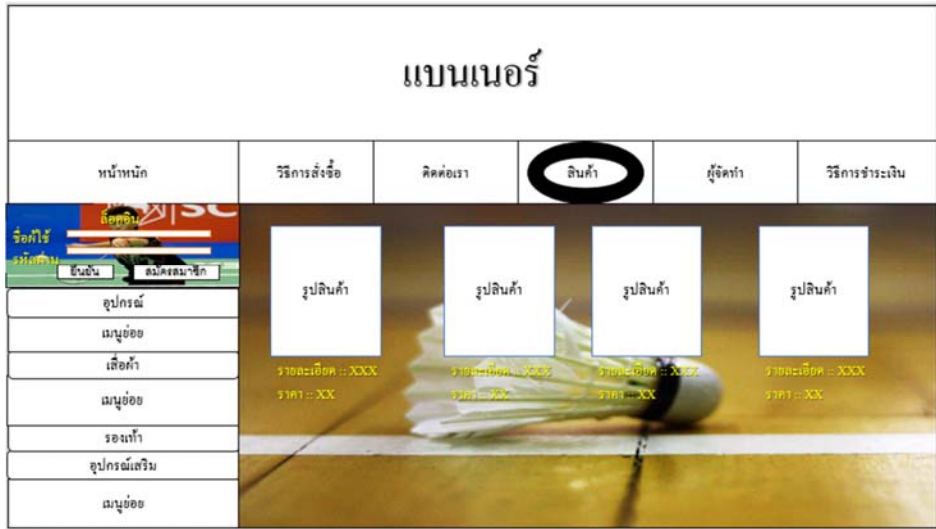 แบนเนอร์
หน้าหนัก วิธีการสั่งซื้อ ติดต่อเรา สินค้า ผู้จัดทำ วิธีการชำระเงิน
SC
ล็อคอิน
ชื่อผู้ใช้
รหัสผ่าน
ยืนยัน สมัครสมาชิก
อุปกรณ์
เมนูย่อย
เสื้อผ้า
เมนูย่อย
รองเท้า
อุปกรณ์เสริม
เมนูย่อย
รูปสินค้า รูปสินค้า รูปสินค้า รูปสินค้า
รายละเอียด :: XXX รายละเอียด :: XXX รายละเอียด :: XXX รายละเอียด :: XXX
ราคา :: XX ราคา :: XX ราคา :: XX ราคา :: XX